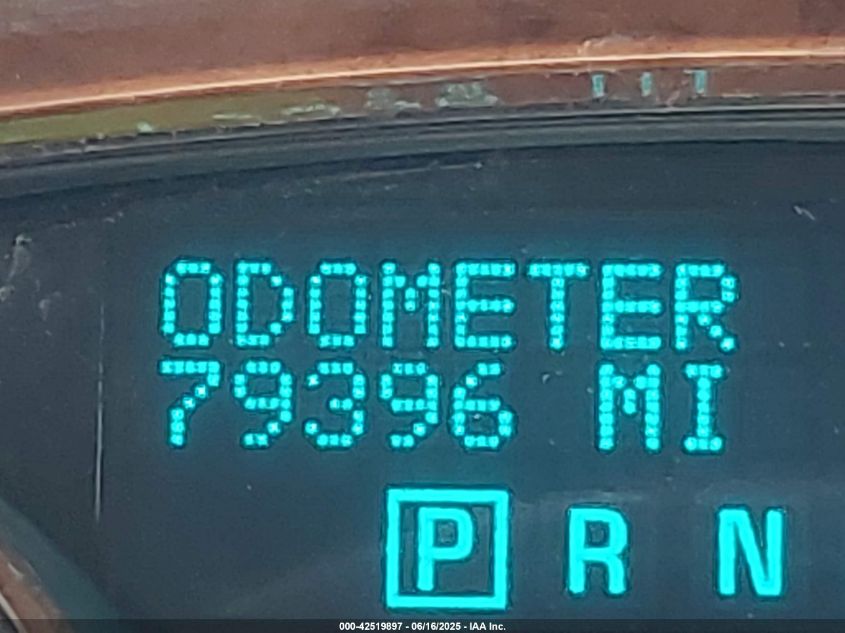 ODOMETER
79396 MI
P R N
000-42519897 - 06/16/2025 - IAA Inc.